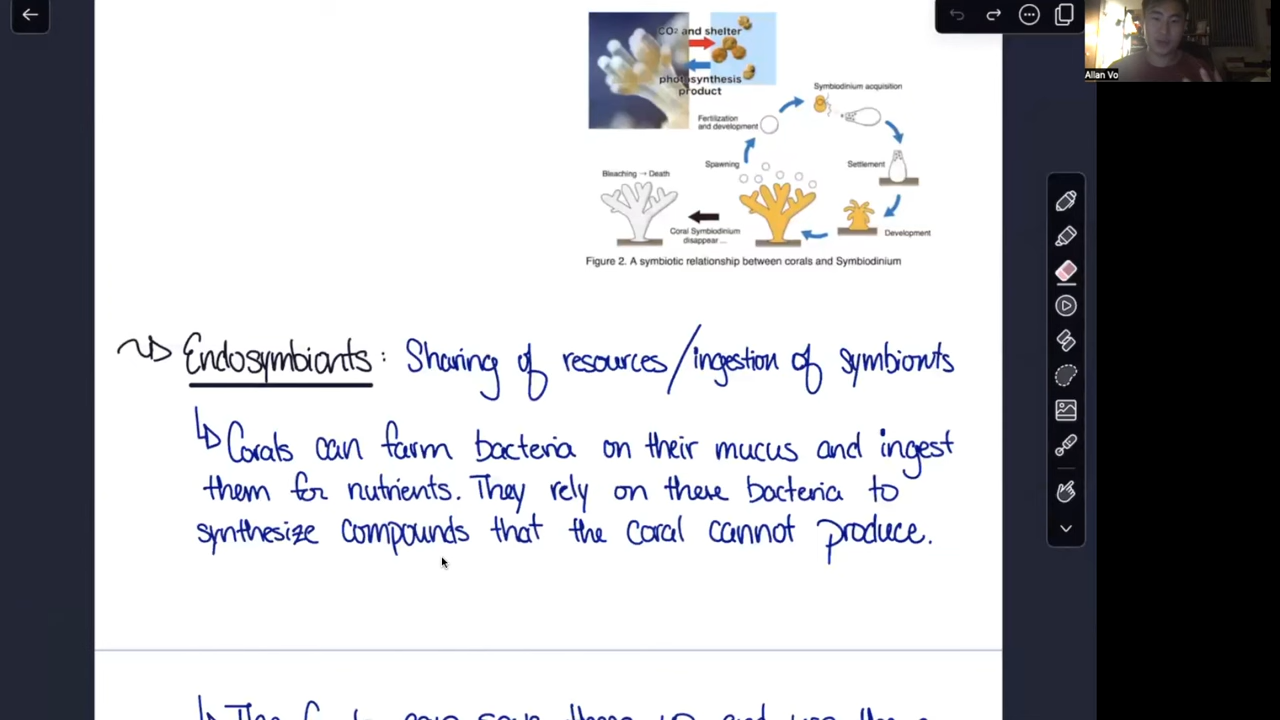 CO² and shelter
photosynthesis
product
Symbiodinium acquisition
Fertilization
and development
Spawning
Settlement
Bleaching → Death
Coral Symbiodinium
disappear ...
Development
Figure 2. A symbiotic relationship between corals and Symbiodinium
Allan Vo
Endosymbionts: Sharing of resources/ingestion of symbionts
Corals can farm bacteria on their mucus and ingest
them for nutrients. They rely on these bacteria to
synthesize compounds that the coral cannot produce.